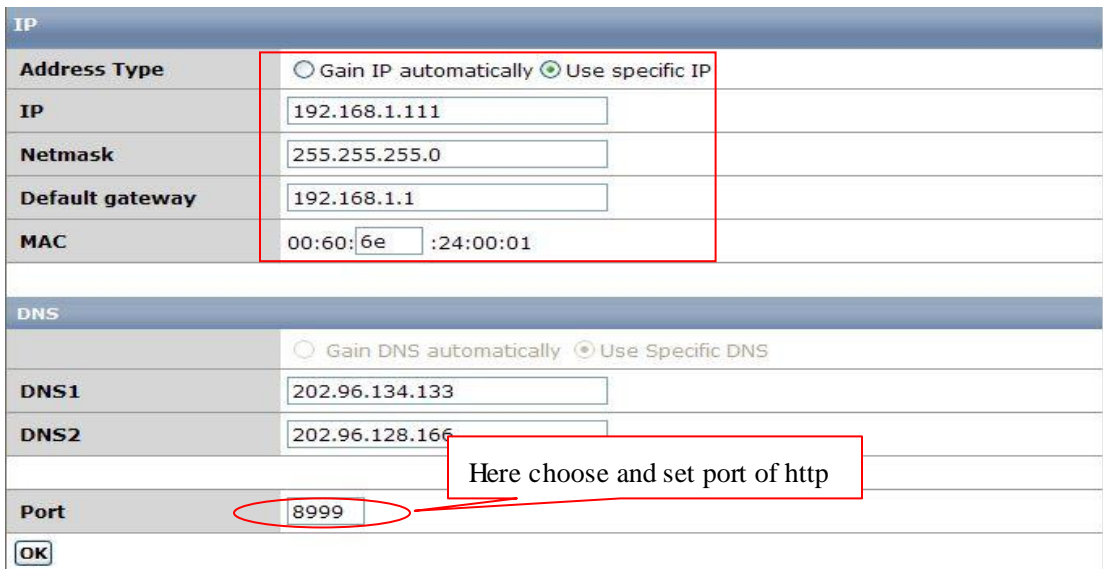 IP
Address Type Gain IP automatically Use specific IP
IP 192.168.1.111
Netmask 255.255.255.0
Default gateway 192.168.1.1
MAC 00:60: 6e :24:00:01
DNS
Gain DNS automatically Use Specific DNS
DNS1 202.96.134.133
DNS2 202.96.128.166
Here choose and set port of http
Port 8999
OK